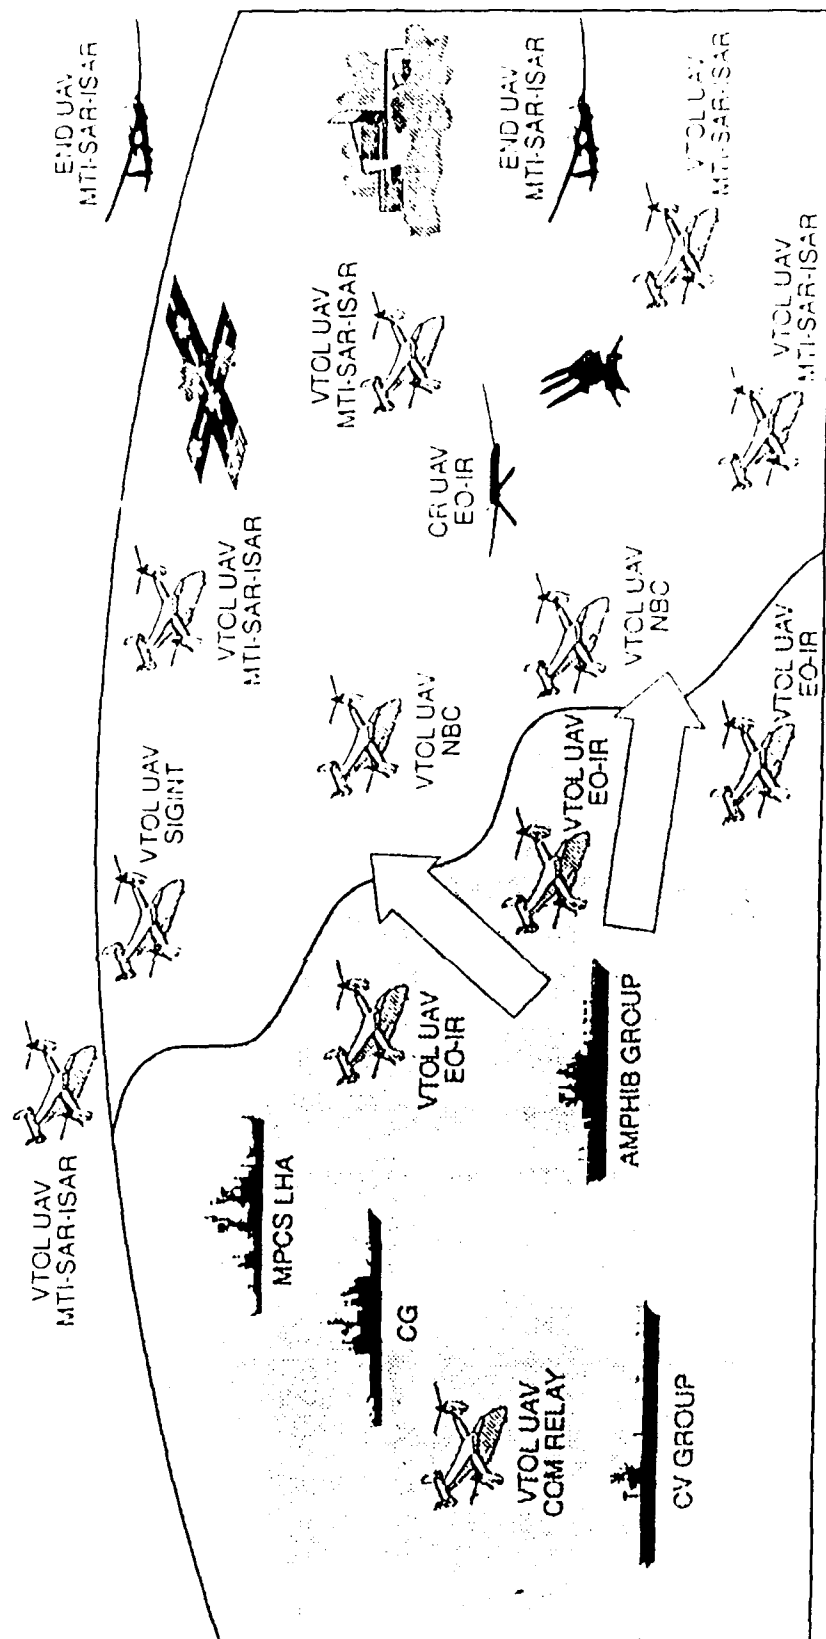 END UAV
MTI-SAR-ISAR
VTOL UAV
MTI-SAR-ISAR
VTOL UAV
SIGINT
VTOL UAV
MTI-SAR-ISAR
VTOL UAV
MTI-SAR-ISAR
END UAV
MTI-SAR-ISAR
MPCS LHA
VTOL UAV
EO-IR
VTOL UAV
NBC
CR UAV
EO-IR
CG
VTOL UAV
EO-IR
VTOL UAV
NBC
VTOL UAV
MTI-SAR-ISAR
VTOL UAV
COM RELAY
AMPHIB GROUP
VTOL UAV
EO-IR
VTOL UAV
MTI-SAR-ISAR
CV GROUP